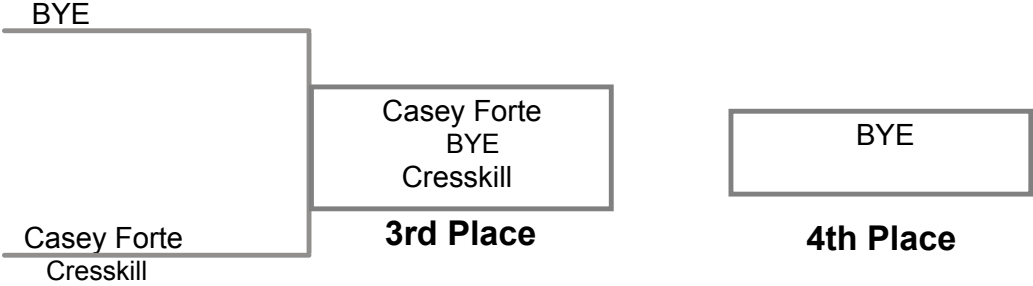 BYE
Casey Forte
Cresskill
Casey Forte
BYE
Cresskill
3rd Place
BYE
4th Place